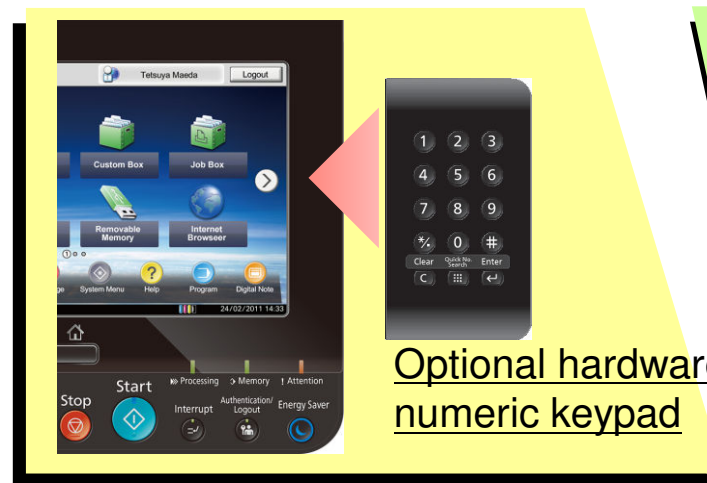 Tetsuya Maeda
Logout
Custom Box
Job Box
Removable
Memory
Internet
Browseer
System Menu
Help
Program
Digital Note
24/02/2011 14:33
Processing
Memory
! Attention
Stop
Start
Interrupt
Authentication/
Logout
Energy Saver
1 2 3
4 5 6
7 8 9
*/. 0 #
Clear
Quick No.
Search
Enter
C
Optional hardware
numeric keypad